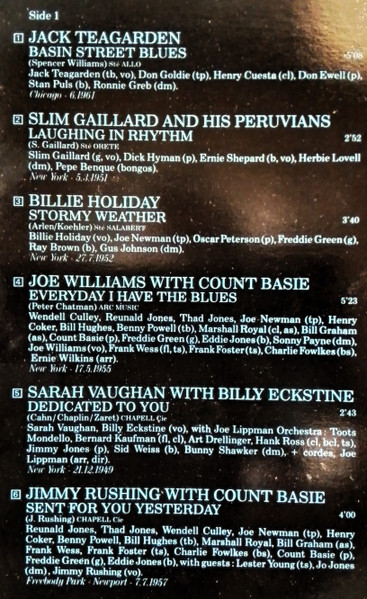 Side 1
1 JACK TEAGARDEN
BASIN STREET BLUES 5'08
(Spencer Williams) Sté ALLO
Jack Teagarden (tb, vo), Don Goldie (tp), Henry Cuesta (cl), Don Ewell (p),
Stan Puls (b), Ronnie Greb (dm).
Chicago - 6.1961
2 SLIM GAILLARD AND HIS PERUVIANS
LAUGHING IN RHYTHM 2'52
(S. Gaillard) Sté ORETE
Slim Gaillard (g, vo), Dick Hyman (p), Ernie Shepard (b, vo), Herbie Lovell
(dm), Pepe Benque (bongos).
New York - 5.3.1951
3 BILLIE HOLIDAY
STORMY WEATHER 3'40
(Arlen/Koehler) Sté SALABERT
Billie Holiday (vo), Joe Newman (tp), Oscar Peterson (p), Freddie Green (g),
Ray Brown (b), Gus Johnson (dm).
New York - 27.7.1952
4 JOE WILLIAMS WITH COUNT BASIE
EVERYDAY I HAVE THE BLUES 5'23
(Peter Chatman) ARC MUSIC
Wendell Culley, Reunald Jones, Thad Jones, Joe Newman (tp), Henry
Coker, Bill Hughes, Benny Powell (tb), Marshall Royal (cl, as), Bill Graham
(as), Count Basie (p), Freddie Green (g), Eddie Jones (b), Sonny Payne (dm),
Joe Williams (vo), Frank Wess (fl, ts), Frank Foster (ts), Charlie Fowlkes (bs),
Ernie Wilkins (arr).
New York - 17.5.1955
5 SARAH VAUGHAN WITH BILLY ECKSTINE
DEDICATED TO YOU 2'43
(Cahn/Chaplin/Zaret) CHAPELL Cie
Sarah Vaughan, Billy Eckstine (vo), with Joe Lippman Orchestra : Toots
Mondello, Bernard Kaufman (fl, cl), Art Drellinger, Hank Ross (cl, bcl, ts),
Jimmy Jones (p), Sid Weiss (b), Bunny Shawker (dm), + cordes, Joe
Lippman (arr, dir).
New York - 21.12.1949
6 JIMMY RUSHING WITH COUNT BASIE
SENT FOR YOU YESTERDAY 4'00
(J. Rushing) CHAPELL Cie
Reunald Jones, Thad Jones, Wendell Culley, Joe Newman (tp), Henry
Coker, Benny Powell, Bill Hughes (tb), Marshall Royal, Bill Graham (as),
Frank Wess, Frank Foster (ts), Charlie Fowlkes (bs), Count Basie (p),
Freddie Green (g), Eddie Jones (b), with guests : Lester Young (ts), Jo Jones
(dm), Jimmy Rushing (vo).
Freebody Park - Newport - 7.7.1957